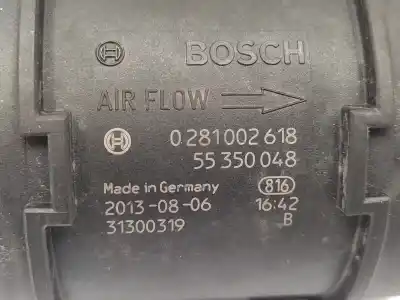 BOSCH
AIR FLOW
0 281 002 618
55 350 048
Made in Germany 816
2013-08-06 16:42
31300319 B